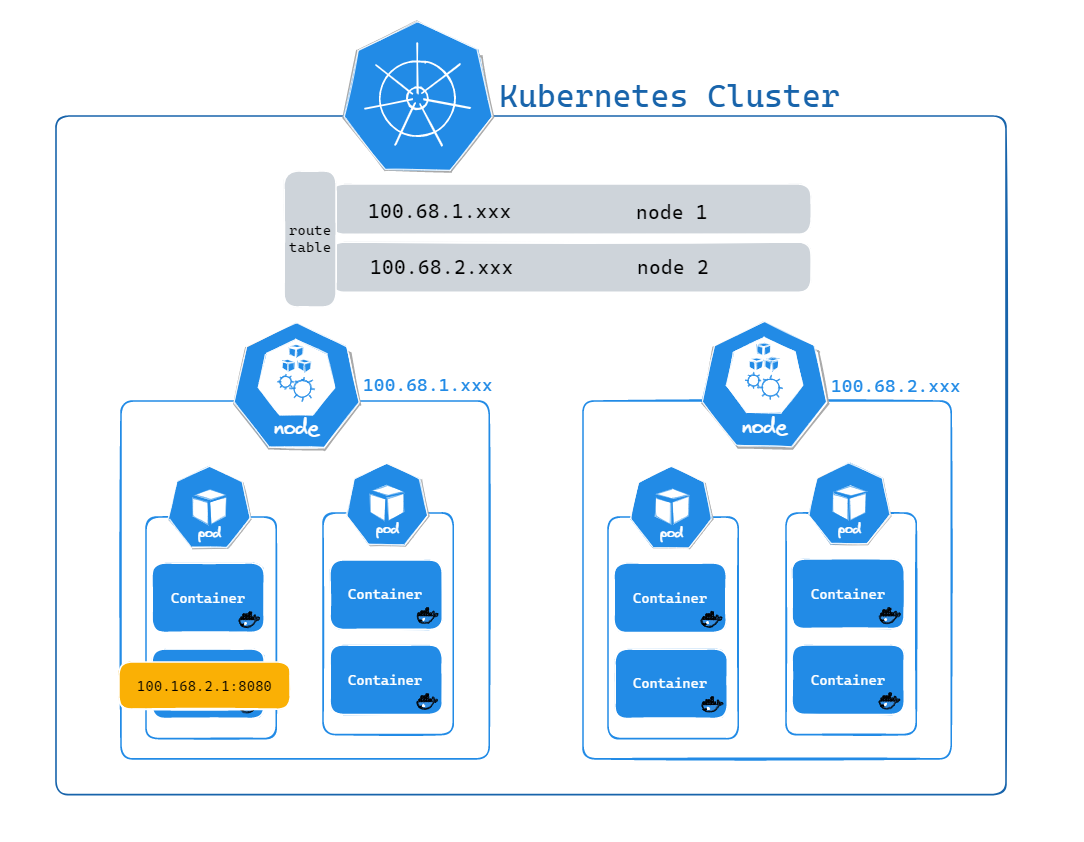 Kubernetes Cluster
route
table
100.68.1.xxx node 1
100.68.2.xxx node 2
node
100.68.1.xxx
node
100.68.2.xxx
pod
pod
pod
pod
Container
Container
Container
Container
100.168.2.1:8080
Container
Container
Container